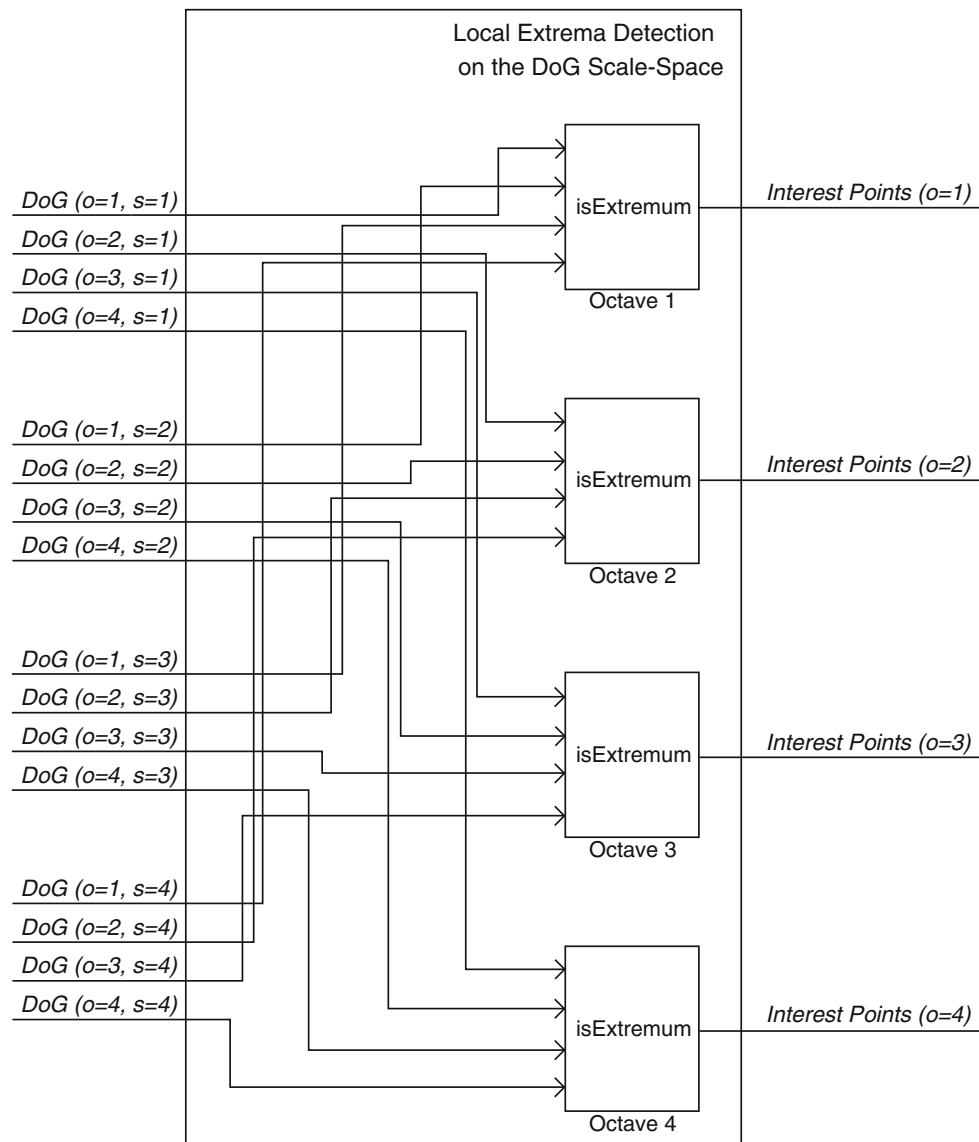 Local Extrema Detection
on the DoG Scale-Space
DoG (o=1, s=1)
DoG (o=2, s=1)
DoG (o=3, s=1)
DoG (o=4, s=1)
isExtremum
Octave 1
Interest Points (o=1)
DoG (o=1, s=2)
DoG (o=2, s=2)
DoG (o=3, s=2)
DoG (o=4, s=2)
isExtremum
Octave 2
Interest Points (o=2)
DoG (o=1, s=3)
DoG (o=2, s=3)
DoG (o=3, s=3)
DoG (o=4, s=3)
isExtremum
Octave 3
Interest Points (o=3)
DoG (o=1, s=4)
DoG (o=2, s=4)
DoG (o=3, s=4)
DoG (o=4, s=4)
isExtremum
Octave 4
Interest Points (o=4)